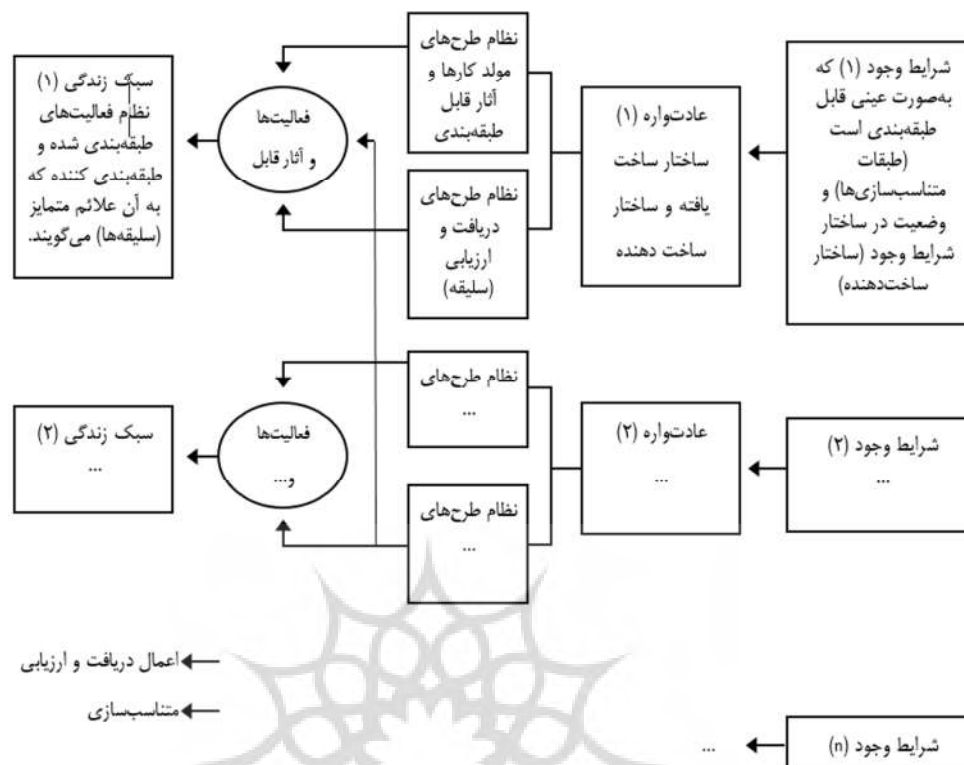 شرایط وجود (۱) که
به‌صورت عینی قابل
طبقه‌بندی است
(طبقات
متناسب‌سازی‌ها) و
وضعیت در ساختار
شرایط وجود (ساختار
ساخت‌دهنده)
عادت‌واره (۱)
ساختار ساخت
یافته و ساختار
ساخت دهنده
نظام طرح‌های
مولد کارها و
آثار قابل
طبقه‌بندی
نظام طرح‌های
دریافت و
ارزیابی
(سلیقه)
فعالیت‌ها
و آثار قابل
سبک زندگی (۱)
نظام فعالیت‌های
طبقه‌بندی شده و
طبقه‌بندی کننده که
به آن علائم متمایز
(سلیقه‌ها) می‌گویند.
شرایط وجود (۲)
...
عادت‌واره (۲)
...
نظام طرح‌های
...
نظام طرح‌های
...
فعالیت‌ها
و...
سبک زندگی (۲)
...
اعمال دریافت و ارزیابی
متناسب‌سازی
شرایط وجود (n)
...